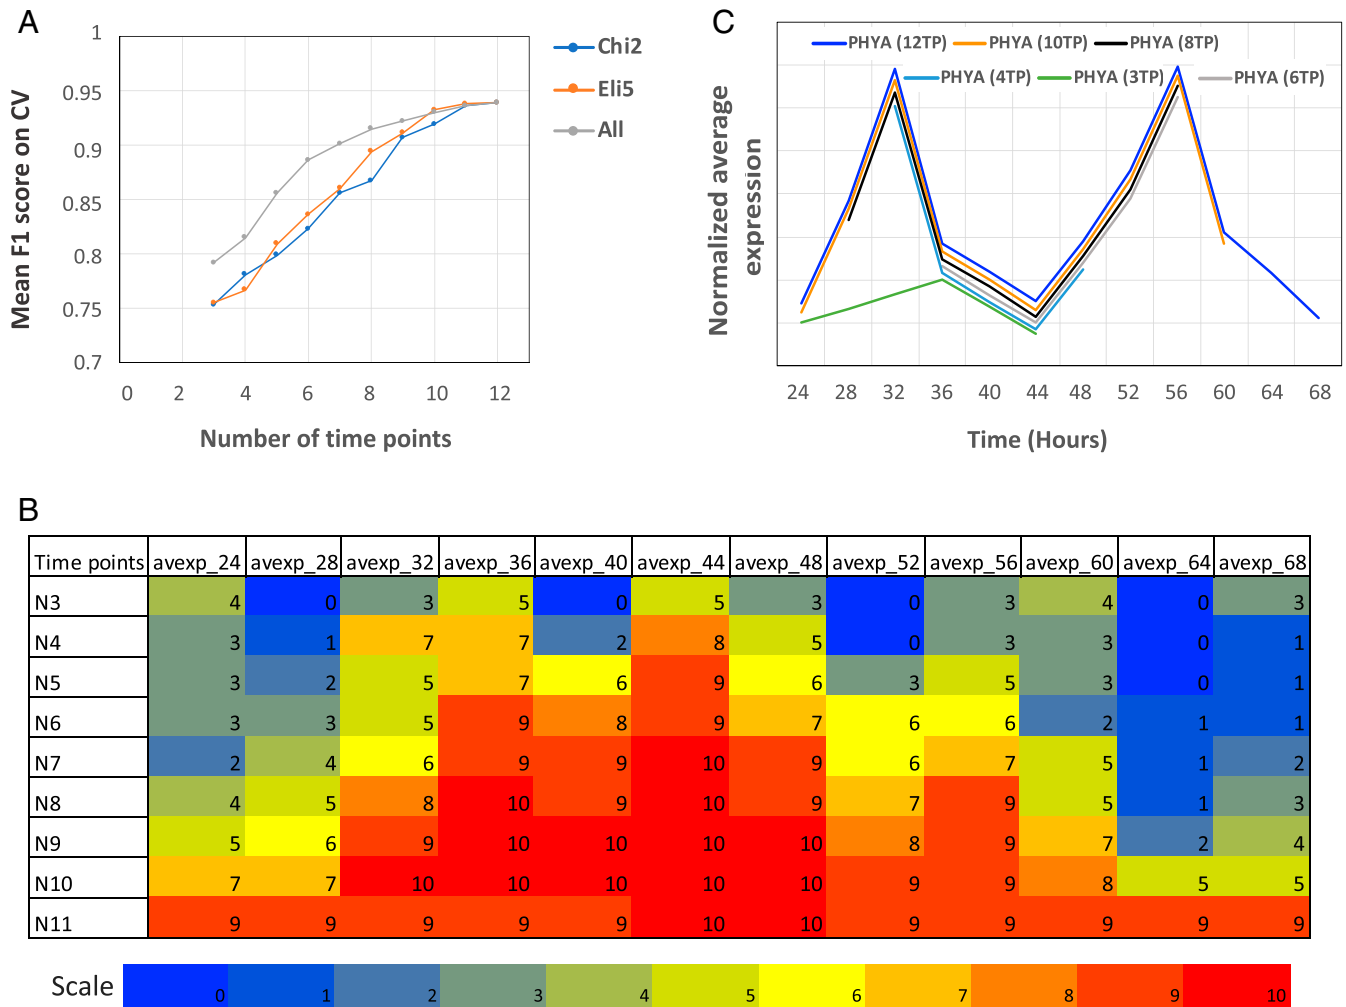 A
1
0.95
0.9
0.85
0.8
0.75
0.7
Mean F1 score on CV
0 2 4 6 8 10 12
Number of time points
Chi2
Eli5
All
C
PHYA (12TP) PHYA (10TP) PHYA (8TP)
PHYA (4TP) PHYA (3TP) PHYA (6TP)
Normalized average
expression
24 28 32 36 40 44 48 52 56 60 64 68
Time (Hours)
B
Time points avexp_24 avexp_28 avexp_32 avexp_36 avexp_40 avexp_44 avexp_48 avexp_52 avexp_56 avexp_60 avexp_64 avexp_68
N3 4 0 3 5 0 5 3 0 3 4 0 3
N4 3 1 7 7 2 8 5 0 3 3 0 1
N5 3 2 5 7 6 9 6 3 5 3 0 1
N6 3 3 5 9 8 9 7 6 6 2 1 1
N7 2 4 6 9 9 10 9 6 7 5 1 2
N8 4 5 8 10 9 10 9 7 9 5 1 3
N9 5 6 9 10 10 10 10 8 9 7 2 4
N10 7 7 10 10 10 10 10 9 9 8 5 5
N11 9 9 9 9 9 10 10 9 9 9 9 9
Scale 0 1 2 3 4 5 6 7 8 9 10